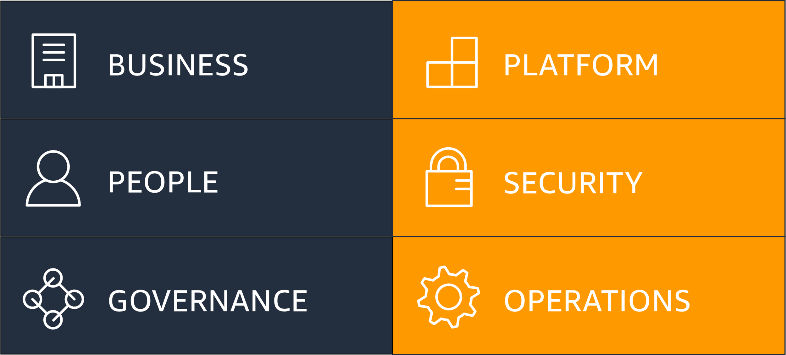 BUSINESS
PLATFORM
PEOPLE
SECURITY
GOVERNANCE
OPERATIONS